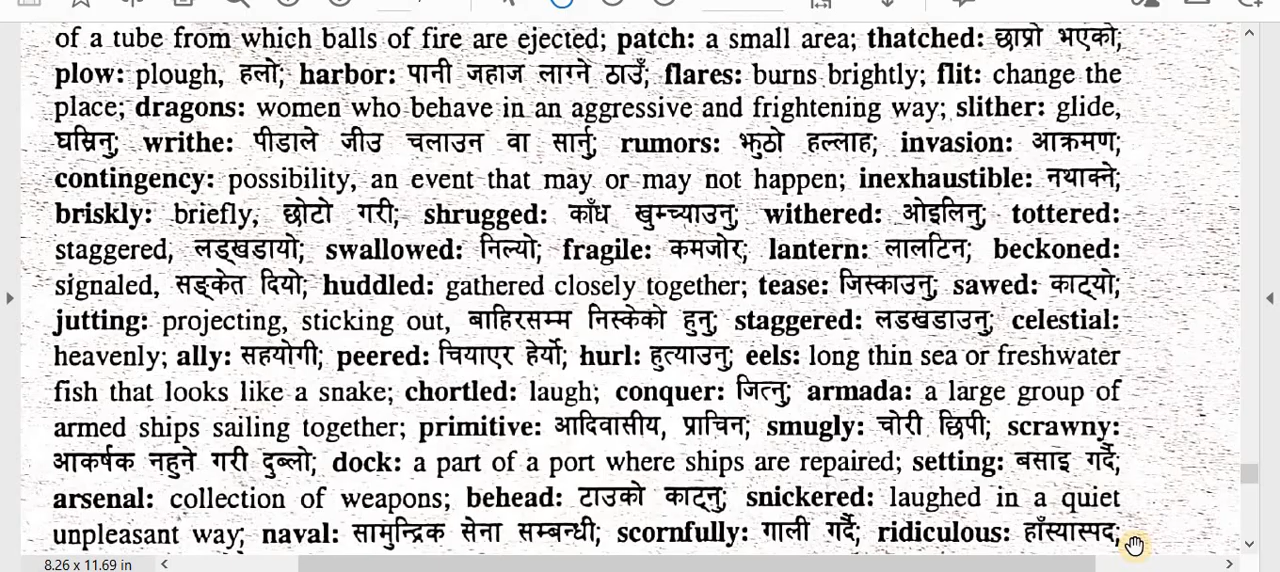 of a tube from which balls of fire are ejected; patch: a small area; thatched: छाप्रो भएको;
plow: plough, हलो; harbor: पानी जहाज लाग्ने ठाउँ; flares: burns brightly; flit: change the
place; dragons: women who behave in an aggressive and frightening way; slither: glide,
घस्रिनु; writhe: पीडाले जीउ चलाउन वा सार्नु; rumors: झुठो हल्लाह; invasion: आक्रमण;
contingency: possibility, an event that may or may not happen; inexhaustible: नथाक्ने;
briskly: briefly, छोटो गरी; shrugged: काँध खुम्च्याउनु; withered: ओइलिनु; tottered:
staggered, लड्खडायो; swallowed: निल्यो; fragile: कमजोर; lantern: लालटिन; beckoned:
signaled, सङ्केत दियो; huddled: gathered closely together; tease: जिस्काउनु; sawed: काट्यो;
jutting: projecting, sticking out, बाहिरसम्म निस्केको हुनु; staggered: लडखडाउनु; celestial:
heavenly; ally: सहयोगी; peered: चियाएर हेर्यो; hurl: हुत्याउनु; eels: long thin sea or freshwater
fish that looks like a snake; chortled: laugh; conquer: जित्नु; armada: a large group of
armed ships sailing together; primitive: आदिवासीय, प्राचिन; smugly: चोरी छिपी; scrawny:
आकर्षक नहुने गरी दुब्लो; dock: a part of a port where ships are repaired; setting: बसाइ गर्दै;
arsenal: collection of weapons; behead: टाउको काट्नु; snickered: laughed in a quiet
unpleasant way; naval: सामुन्द्रिक सेना सम्बन्धी; scornfully: गाली गर्दै; ridiculous: हाँस्यास्पद;
8.26 x 11.69 in